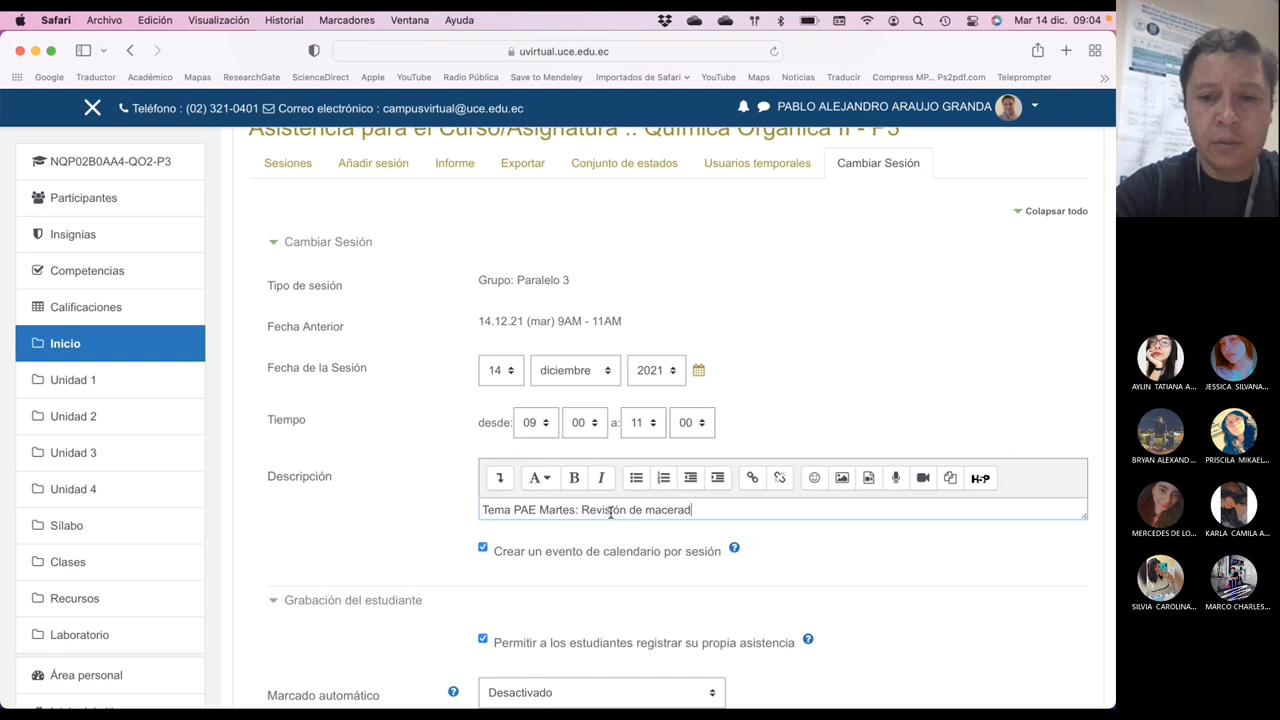 Safari Archivo Edición Visualización Historial Marcadores Ventana Ayuda Mar 14 dic. 09:04
uvirtual.uce.edu.ec
Google Traductor Académico Mapas ResearchGate ScienceDirect Apple YouTube Radio Pública Save to Mendeley Importados de Safari YouTube Maps Noticias Traducir Compress MP... Ps2pdf.com Teleprompter
Teléfono : (02) 321-0401 Correo electrónico : campusvirtual@uce.edu.ec PABLO ALEJANDRO ARAUJO GRANDA
Asistencia para el Curso/Asignatura :: Química Orgánica II - P3
NQP02B0AA4-QO2-P3
Participantes
Insignias
Competencias
Calificaciones
Inicio
Unidad 1
Unidad 2
Unidad 3
Unidad 4
Sílabo
Clases
Recursos
Laboratorio
Área personal
Sesiones Añadir sesión Informe Exportar Conjunto de estados Usuarios temporales Cambiar Sesión
Colapsar todo
Cambiar Sesión
Tipo de sesión Grupo: Paralelo 3
Fecha Anterior 14.12.21 (mar) 9AM - 11AM
Fecha de la Sesión 14 diciembre 2021
Tiempo desde: 09 00 a: 11 00
Descripción
A B I H-P
Tema PAE Martes: Revisión de macerad
Crear un evento de calendario por sesión
Grabación del estudiante
Permitir a los estudiantes registrar su propia asistencia
Marcado automático Desactivado
AYLIN TATIANA A... JESSICA SILVANA...
BRYAN ALEXAND... PRISCILA MIKAEL...
MERCEDES DE LO... KARLA CAMILA A...
SILVIA CAROLINA... MARCO CHARLES...